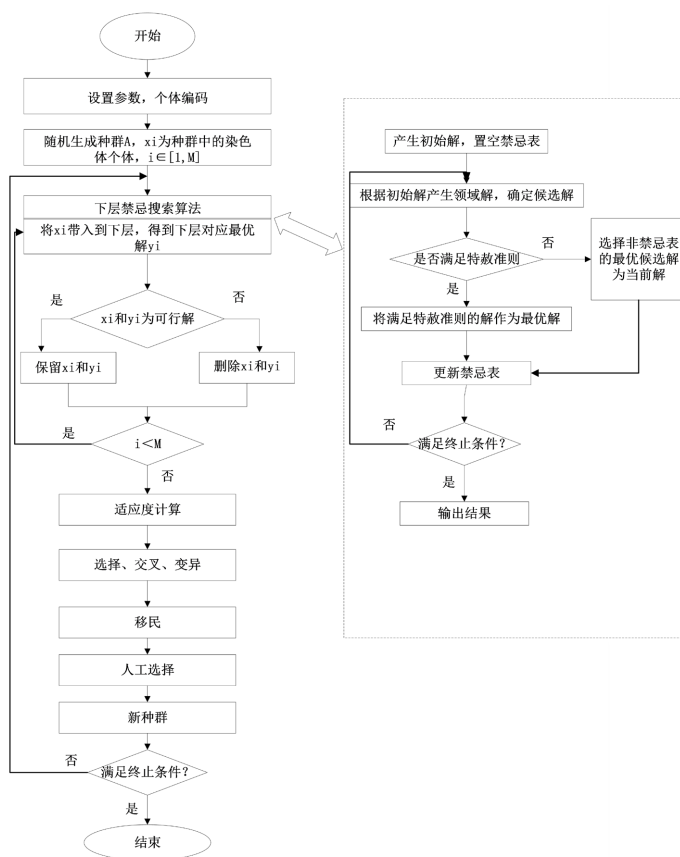 开始
设置参数，个体编码
随机生成种群A，xi为种群中的染色
体个体，i∈[1,M]
下层禁忌搜索算法
将xi带入到下层，得到下层对应最优
解yi
是
否
xi和yi为可行解
保留xi和yi
删除xi和yi
是
i＜M
否
适应度计算
选择、交叉、变异
移民
人工选择
新种群
否
满足终止条件？
是
结束
产生初始解，置空禁忌表
根据初始解产生领域解，确定候选解
是否满足特赦准则
否
选择非禁忌表
的最优候选解
为当前解
是
将满足特赦准则的解作为最优解
更新禁忌表
否
满足终止条件？
是
输出结果